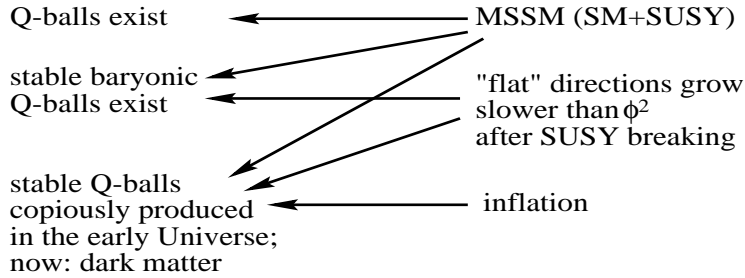 Q-balls exist
MSSM (SM+SUSY)
stable baryonic
Q-balls exist
"flat" directions grow
slower than ϕ²
after SUSY breaking
stable Q-balls
copiously produced
in the early Universe;
now: dark matter
inflation